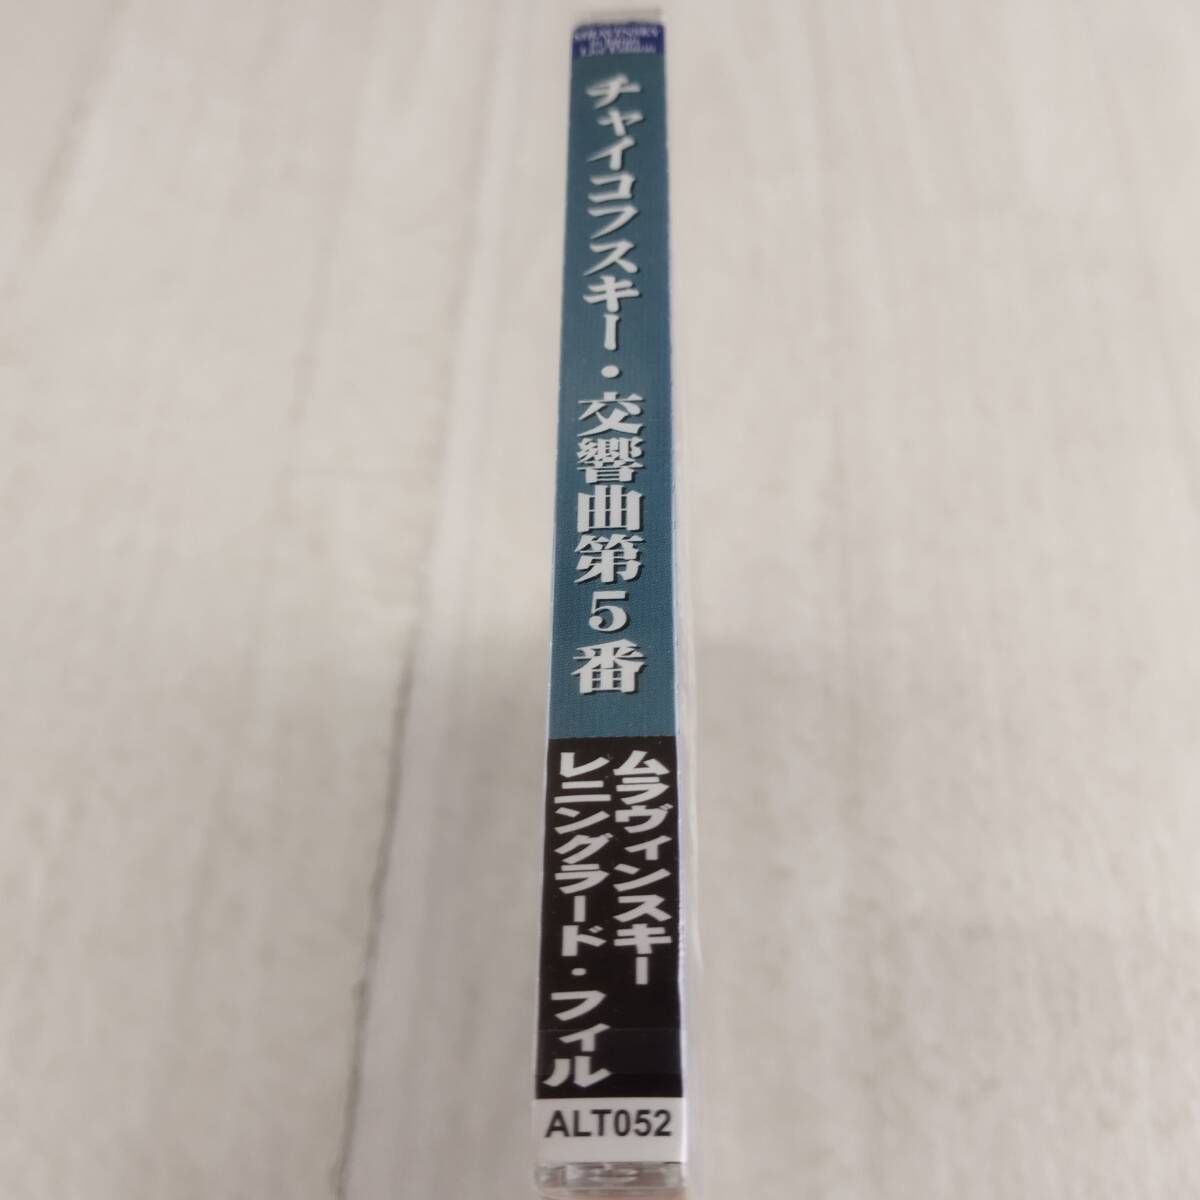 チャイコフスキー・交響曲第5番
ムラヴィンスキー
レニングラード・フィル
ALT052